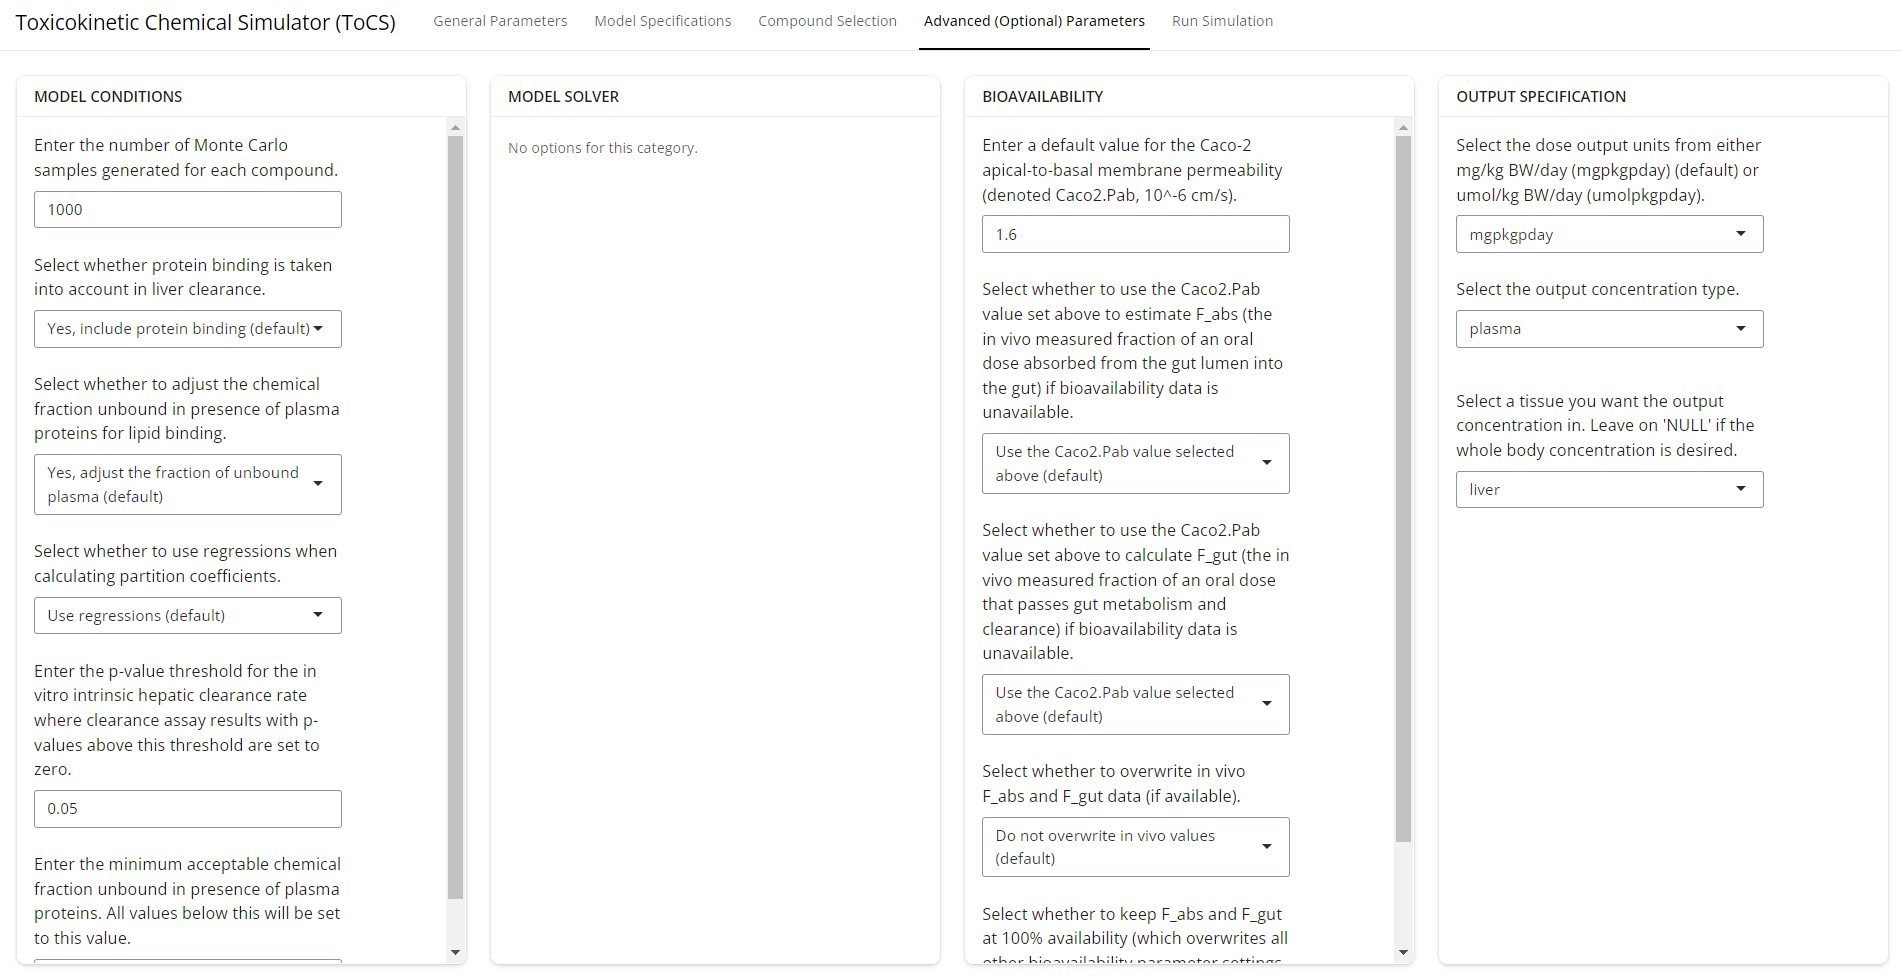 Toxicokinetic Chemical Simulator (ToCS)
General Parameters
Model Specifications
Compound Selection
Advanced (Optional) Parameters
Run Simulation
MODEL CONDITIONS
Enter the number of Monte Carlo
samples generated for each compound.
1000
Select whether protein binding is taken
into account in liver clearance.
Yes, include protein binding (default)
Select whether to adjust the chemical
fraction unbound in presence of plasma
proteins for lipid binding.
Yes, adjust the fraction of unbound
plasma (default)
Select whether to use regressions when
calculating partition coefficients.
Use regressions (default)
Enter the p-value threshold for the in
vitro intrinsic hepatic clearance rate
where clearance assay results with p-
values above this threshold are set to
zero.
0.05
Enter the minimum acceptable chemical
fraction unbound in presence of plasma
proteins. All values below this will be set
to this value.
MODEL SOLVER
No options for this category.
BIOAVAILABILITY
Enter a default value for the Caco-2
apical-to-basal membrane permeability
(denoted Caco2.Pab, 10^-6 cm/s).
1.6
Select whether to use the Caco2.Pab
value set above to estimate F_abs (the
in vivo measured fraction of an oral
dose absorbed from the gut lumen into
the gut) if bioavailability data is
unavailable.
Use the Caco2.Pab value selected
above (default)
Select whether to use the Caco2.Pab
value set above to calculate F_gut (the in
vivo measured fraction of an oral dose
that passes gut metabolism and
clearance) if bioavailability data is
unavailable.
Use the Caco2.Pab value selected
above (default)
Select whether to overwrite in vivo
F_abs and F_gut data (if available).
Do not overwrite in vivo values
(default)
Select whether to keep F_abs and F_gut
at 100% availability (which overwrites all
other bioavailability parameter settings
OUTPUT SPECIFICATION
Select the dose output units from either
mg/kg BW/day (mgpkgpday) (default) or
umol/kg BW/day (umolpkgpday).
mgpkgpday
Select the output concentration type.
plasma
Select a tissue you want the output
concentration in. Leave on 'NULL' if the
whole body concentration is desired.
liver